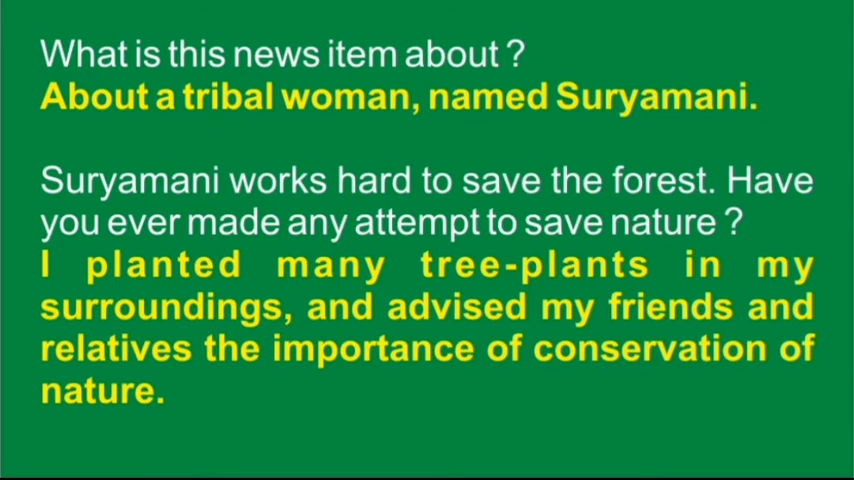 What is this news item about ?
About a tribal woman, named Suryamani.
Suryamani works hard to save the forest. Have
you ever made any attempt to save nature ?
I planted many tree-plants in my
surroundings, and advised my friends and
relatives the importance of conservation of
nature.